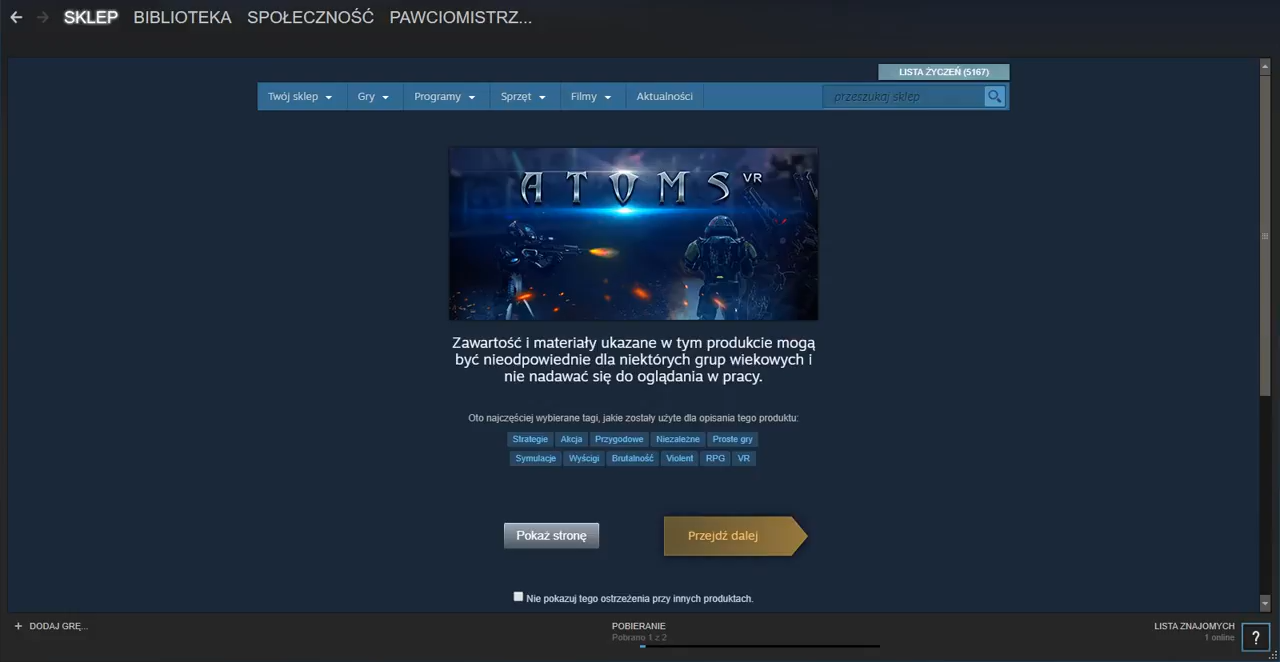 SKLEP BIBLIOTEKA SPOŁECZNOŚĆ PAWCIOMISTRZ...
LISTA ŻYCZEŃ (5167)
Twój sklep Gry Programy Sprzęt Filmy Aktualności przeszukaj sklep
ATOMS VR
Zawartość i materiały ukazane w tym produkcie mogą
być nieodpowiednie dla niektórych grup wiekowych i
nie nadawać się do oglądania w pracy.
Oto najczęściej wybierane tagi, jakie zostały użyte dla opisania tego produktu:
Strategie Akcja Przygodowe Niezależne Proste gry
Symulacje Wyścigi Brutalność Violent RPG VR
Pokaż stronę Przejdź dalej
Nie pokazuj tego ostrzeżenia przy innych produktach.
+ DODAJ GRĘ... POBIERANIE LISTA ZNAJOMYCH
Pobrano 1 z 2 1 online ?